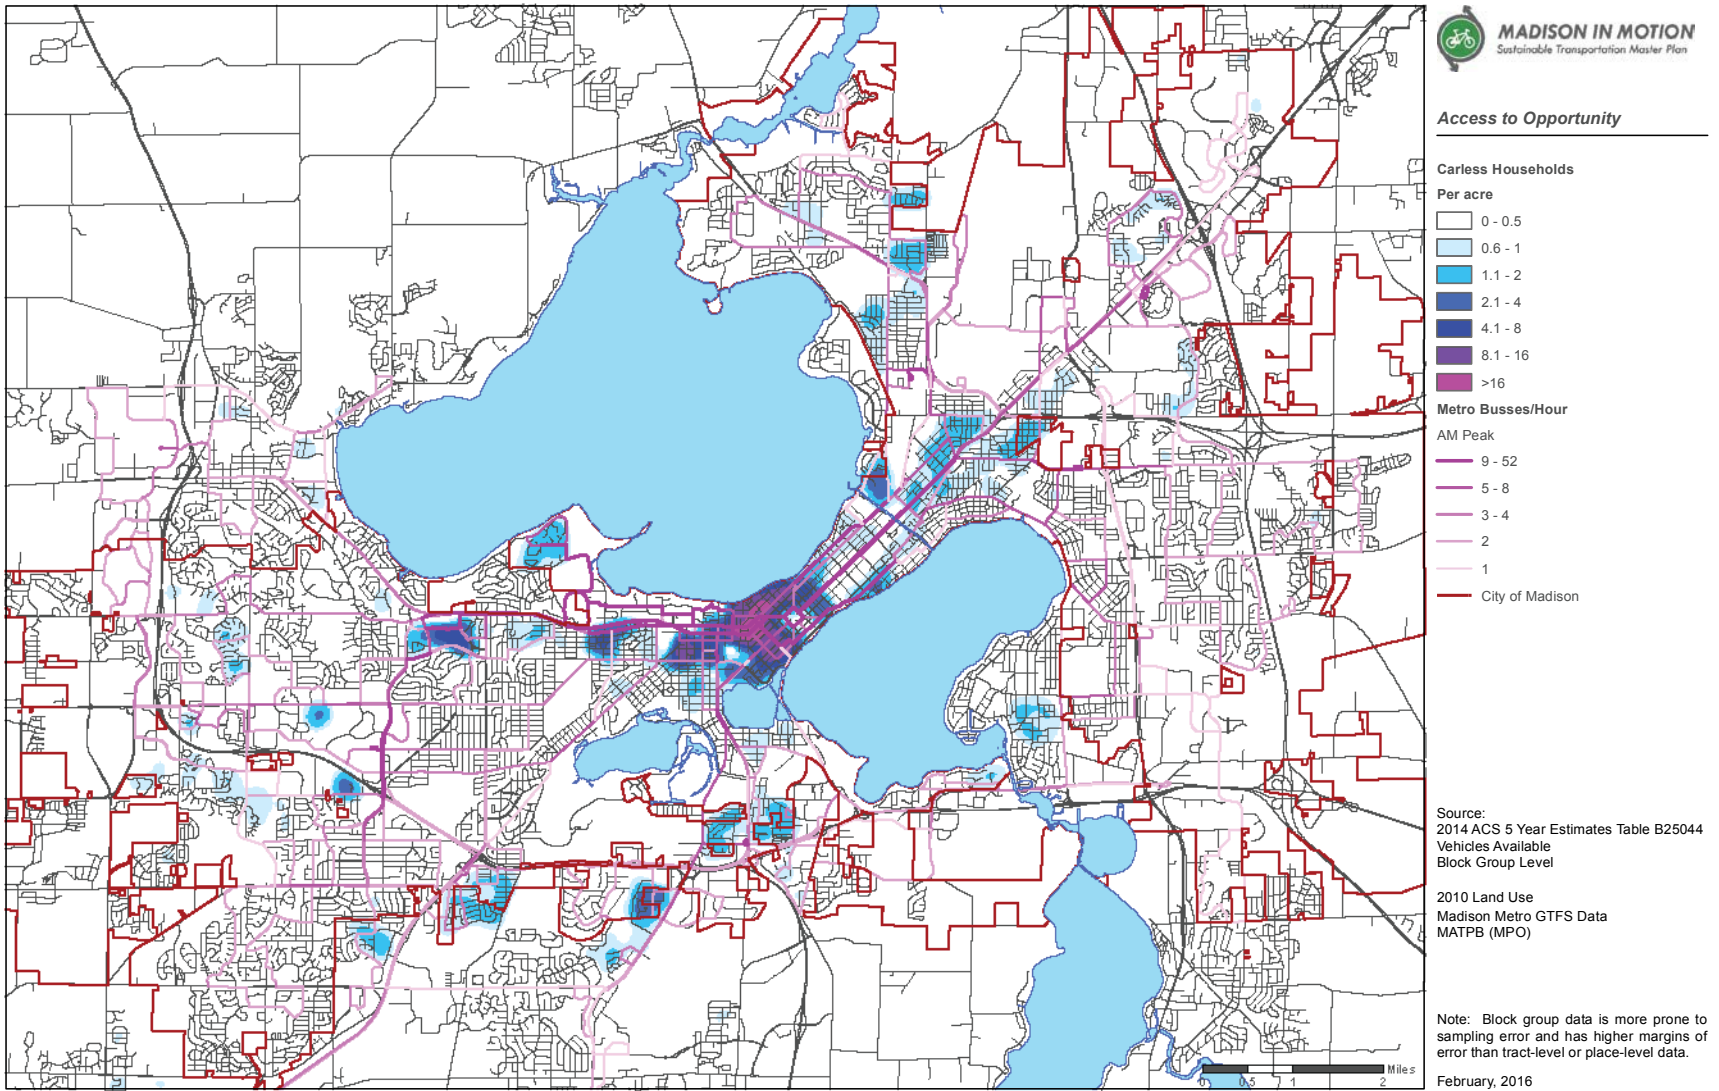 MADISON IN MOTION
Sustainable Transportation Master Plan
Access to Opportunity
Carless Households
Per acre
0 - 0.5
0.6 - 1
1.1 - 2
2.1 - 4
4.1 - 8
8.1 - 16
>16
Metro Busses/Hour
AM Peak
9 - 52
5 - 8
3 - 4
2
1
City of Madison
Source:
2014 ACS 5 Year Estimates Table B25044
Vehicles Available
Block Group Level
2010 Land Use
Madison Metro GTFS Data
MATPB (MPO)
Note: Block group data is more prone to
sampling error and has higher margins of
error than tract-level or place-level data.
February, 2016
Miles
0 0.5 1 2